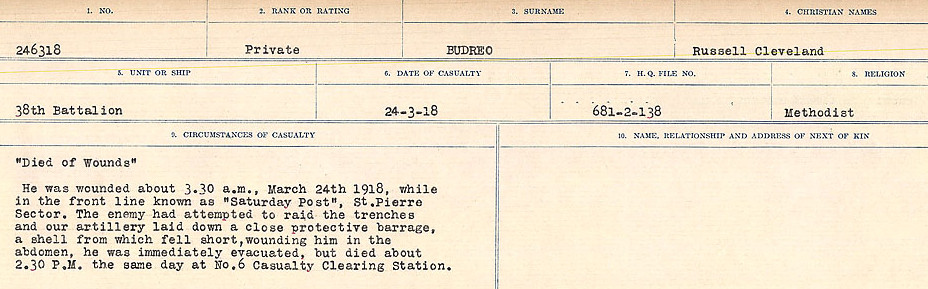 1. NO. 2. RANK OR RATING 3. SURNAME 4. CHRISTIAN NAMES
246318 Private BUDREO Russell Cleveland
5. UNIT OR SHIP 6. DATE OF CASUALTY 7. H.Q. FILE NO. 8. RELIGION
38th Battalion 24-3-18 681-2-138 Methodist
9. CIRCUMSTANCES OF CASUALTY 10. NAME, RELATIONSHIP AND ADDRESS OF NEXT OF KIN
"Died of Wounds"
He was wounded about 3.30 a.m., March 24th 1918, while
in the front line known as "Saturday Post", St.Pierre
Sector. The enemy had attempted to raid the trenches
and our artillery laid down a close protective barrage,
a shell from which fell short,wounding him in the
abdomen, he was immediately evacuated, but died about
2.30 P.M. the same day at No.6 Casualty Clearing Station.